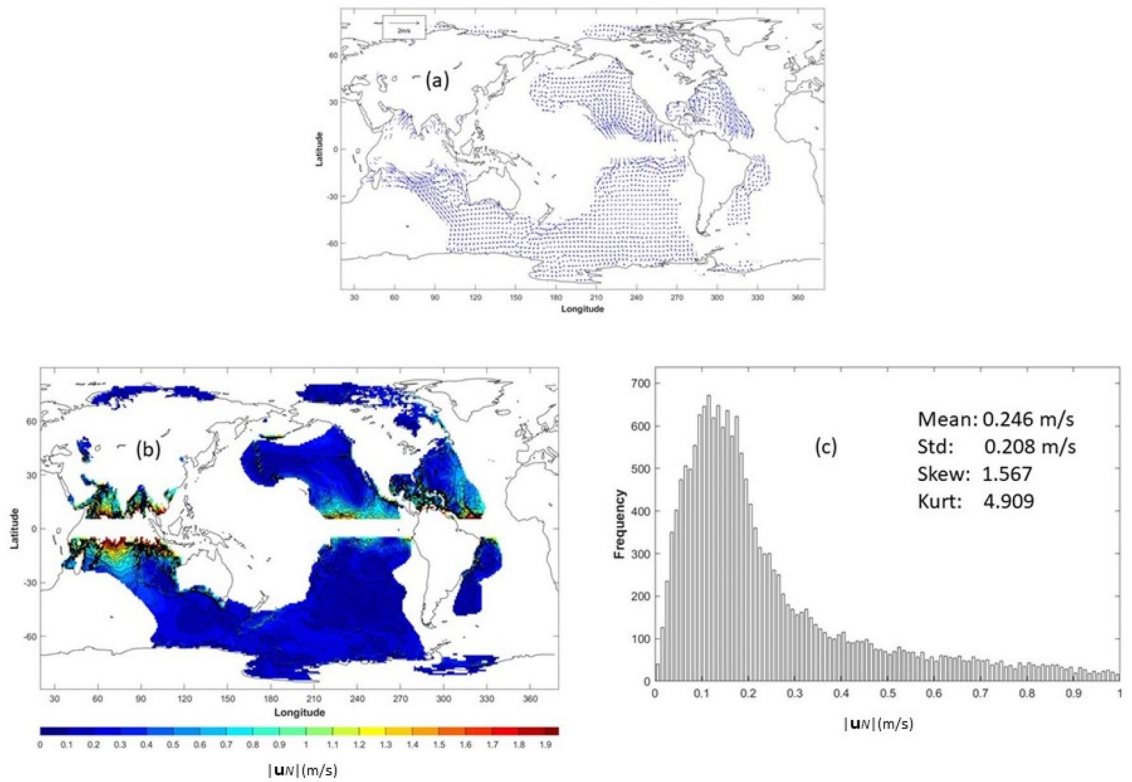 2m/s
(a)
60
30
0
-30
-60
Latitude
30 60 90 120 150 180 210 240 270 300 330 360
Longitude
(b)
60
30
0
-30
-60
Latitude
30 60 90 120 150 180 210 240 270 300 330 360
Longitude
0 0.1 0.2 0.3 0.4 0.5 0.6 0.7 0.8 0.9 1 1.1 1.2 1.3 1.4 1.5 1.6 1.7 1.8 1.9
|uN|(m/s)
(c)
Mean: 0.246 m/s
Std: 0.208 m/s
Skew: 1.567
Kurt: 4.909
700
600
500
400
300
200
100
0
Frequency
0 0.1 0.2 0.3 0.4 0.5 0.6 0.7 0.8 0.9 1
|uN|(m/s)